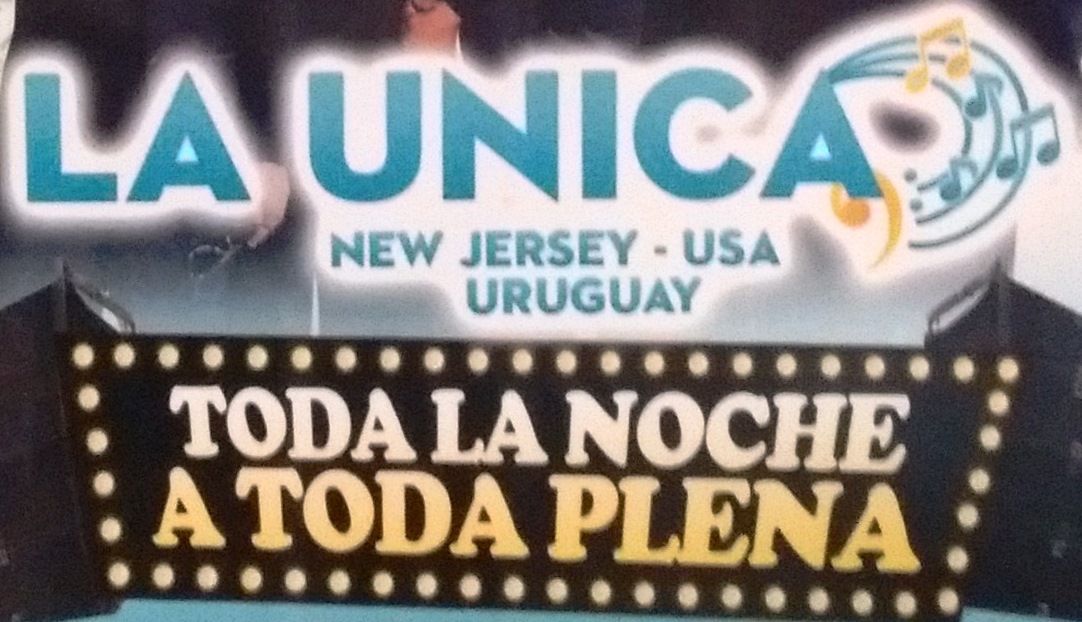 LA UNICA
NEW JERSEY - USA
URUGUAY
TODA LA NOCHE
A TODA PLENA